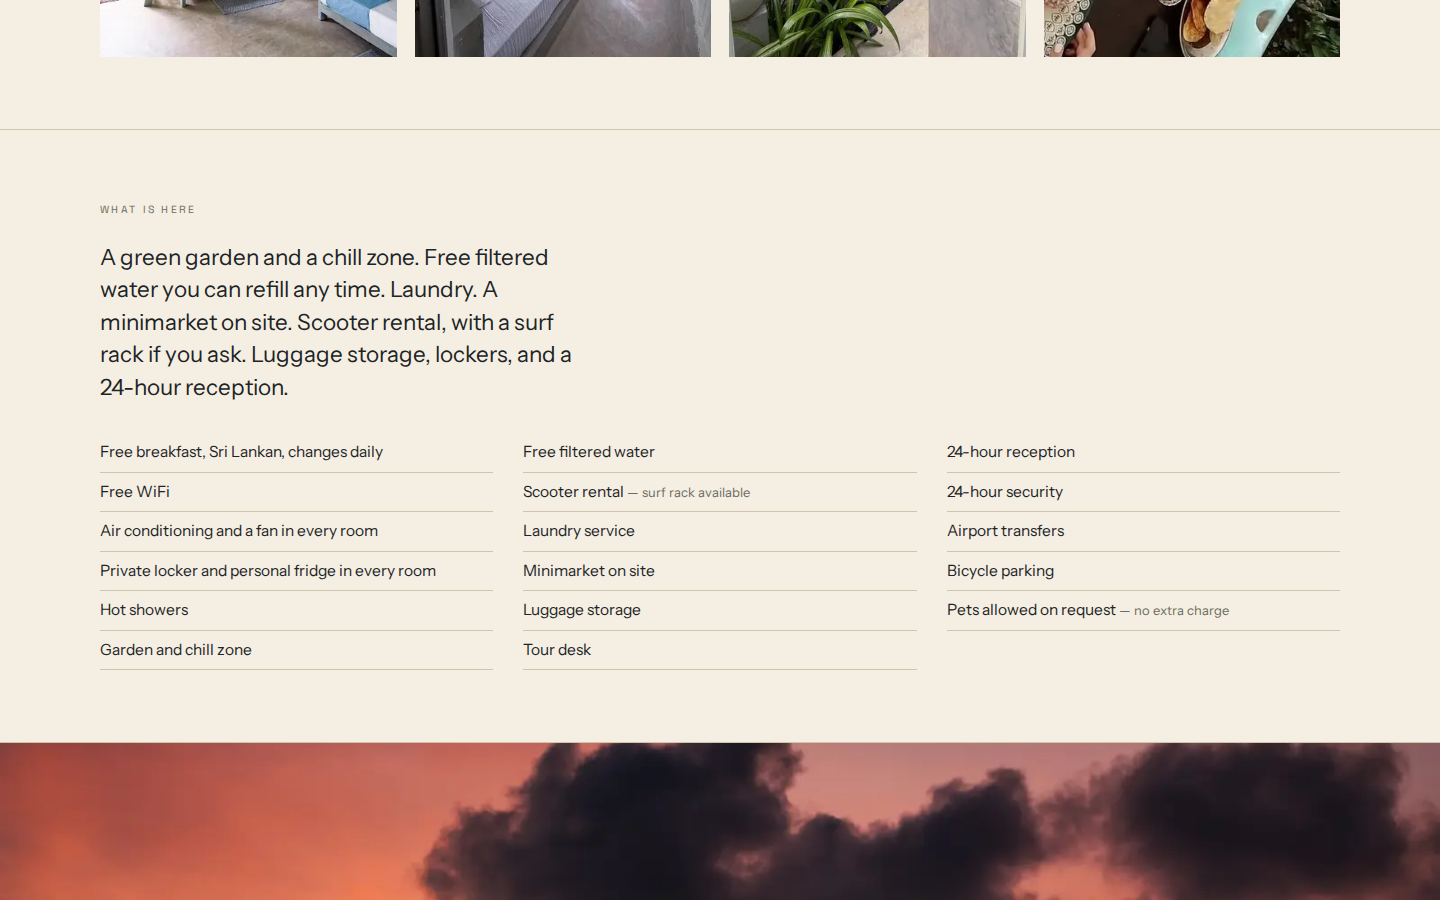 WHAT IS HERE
A green garden and a chill zone. Free filtered
water you can refill any time. Laundry. A
minimarket on site. Scooter rental, with a surf
rack if you ask. Luggage storage, lockers, and a
24-hour reception.
Free breakfast, Sri Lankan, changes daily
Free WiFi
Air conditioning and a fan in every room
Private locker and personal fridge in every room
Hot showers
Garden and chill zone
Free filtered water
Scooter rental — surf rack available
Laundry service
Minimarket on site
Luggage storage
Tour desk
24-hour reception
24-hour security
Airport transfers
Bicycle parking
Pets allowed on request — no extra charge